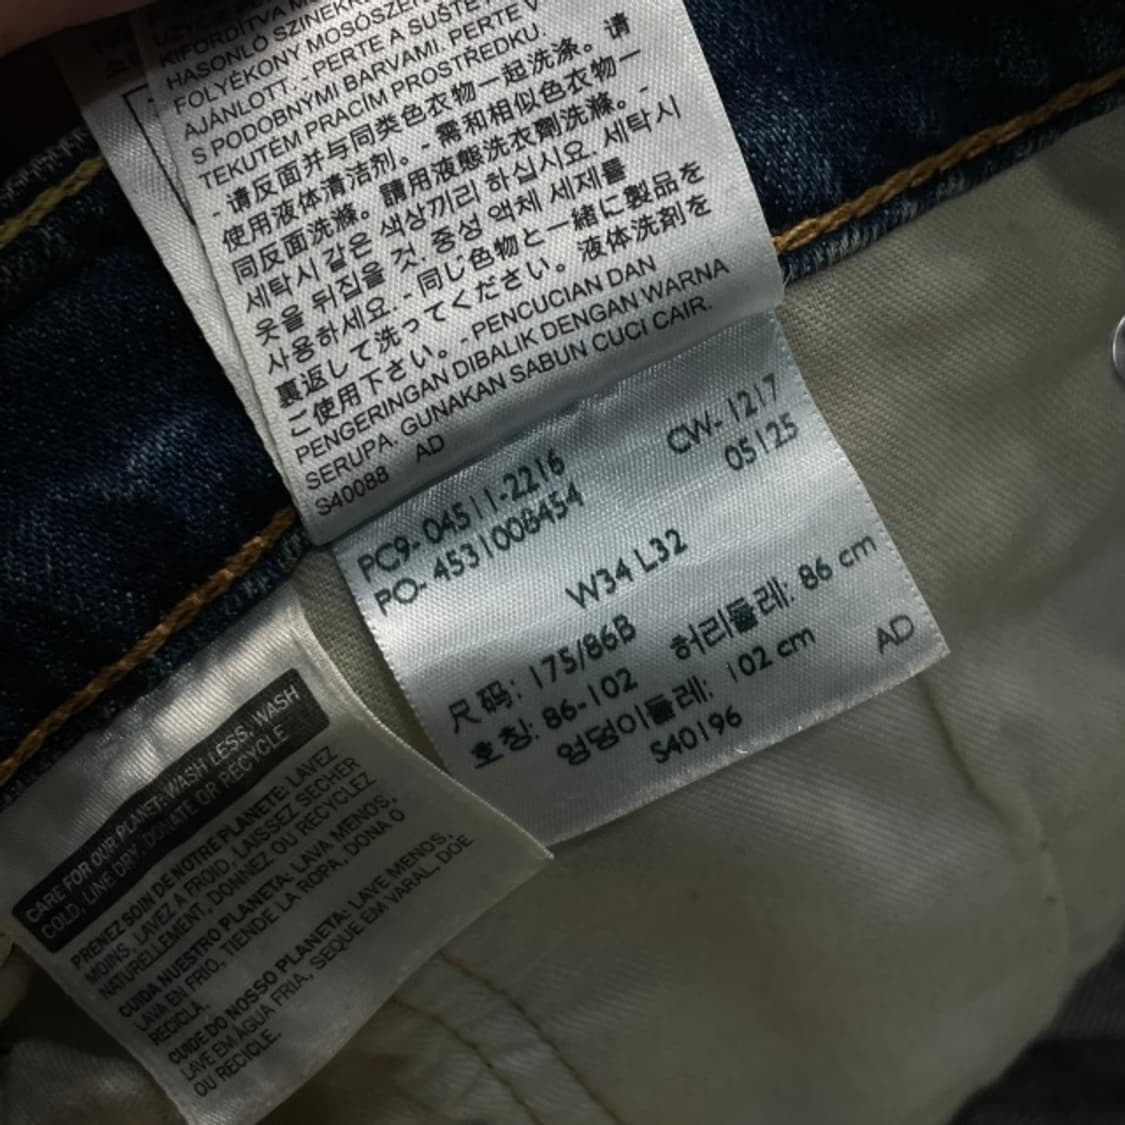 KIFORDÍTVA M
HASONLÓ SZÍNEKK
FOLYÉKONY MOSÓSZER
AJÁNLOTT. - PERTE A SUŠTE
S PODOBNYMI BARVAMI. PERTE V
TEKUTÉM PRACÍM PROSTŘEDKU.
- 请反面并与同类色衣物一起洗涤。请
使用液体清洁剂。- 需和相似色衣物一
同反面洗滌。請用液態洗衣劑洗滌。-
세탁시 같은 색상끼리 하십시요. 세탁시
옷을 뒤집을 것. 중성 액체 세제를
사용하세요. - 同じ色物と一緒に製品を
裏返して洗ってください。液体洗剤を
ご使用下さい。- PENCUCIAN DAN
PENGERINGAN DIBALIK DENGAN WARNA
SERUPA. GUNAKAN SABUN CUCI CAIR.
S40088 AD
PC9- 04511-2216 CW- 1217
PO- 4531006454 05125
W34 L32
尺码: 175/86B 허리둘레: 86 cm
호칭: 86-102 엉덩이둘레: 102 cm AD
S40196
CARE FOR OUR PLANET: WASH LESS, WASH
COLD, LINE DRY, DONATE OR RECYCLE
PRENEZ SOIN DE NOTRE PLANETE: LAVEZ
MOINS, LAVEZ A FROID, LAISSEZ SECHER
NATURELLEMENT, DONNEZ OU RECYCLEZ
CUIDA NUESTRO PLANETA: LAVA MENOS,
LAVA EN FRIO, TIENDE LA ROPA, DONA O
RECICLA.
CUIDE DO NOSSO PLANETA: LAVE MENOS,
LAVE EM ÁGUA FRIA, SEQUE EM VARAL, DOE
OU RECICLE.